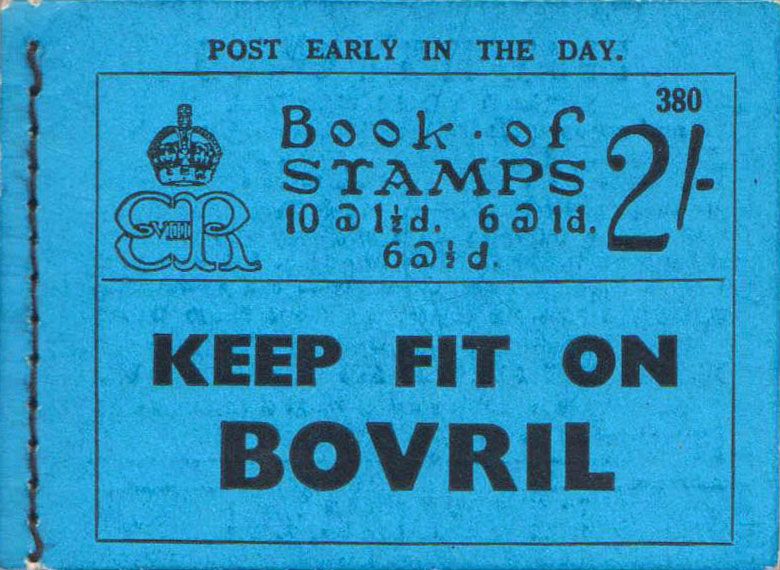 POST EARLY IN THE DAY.
380
EVIIIR
Book·of
STAMPS 2/-
10 @ 1½d. 6 @ 1d.
6 @ ½d.
KEEP FIT ON
BOVRIL